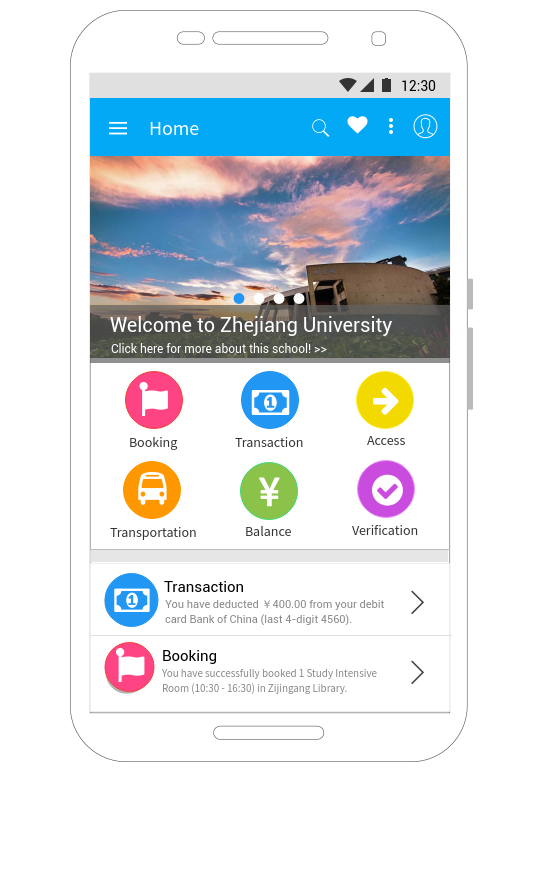 12:30
Home
Welcome to Zhejiang University
Click here for more about this school! >>
Booking
Transaction
Access
Transportation
Balance
Verification
Transaction
You have deducted ￥400.00 from your debit
card Bank of China (last 4-digit 4560).
Booking
You have successfully booked 1 Study Intensive
Room (10:30 - 16:30) in Zijingang Library.